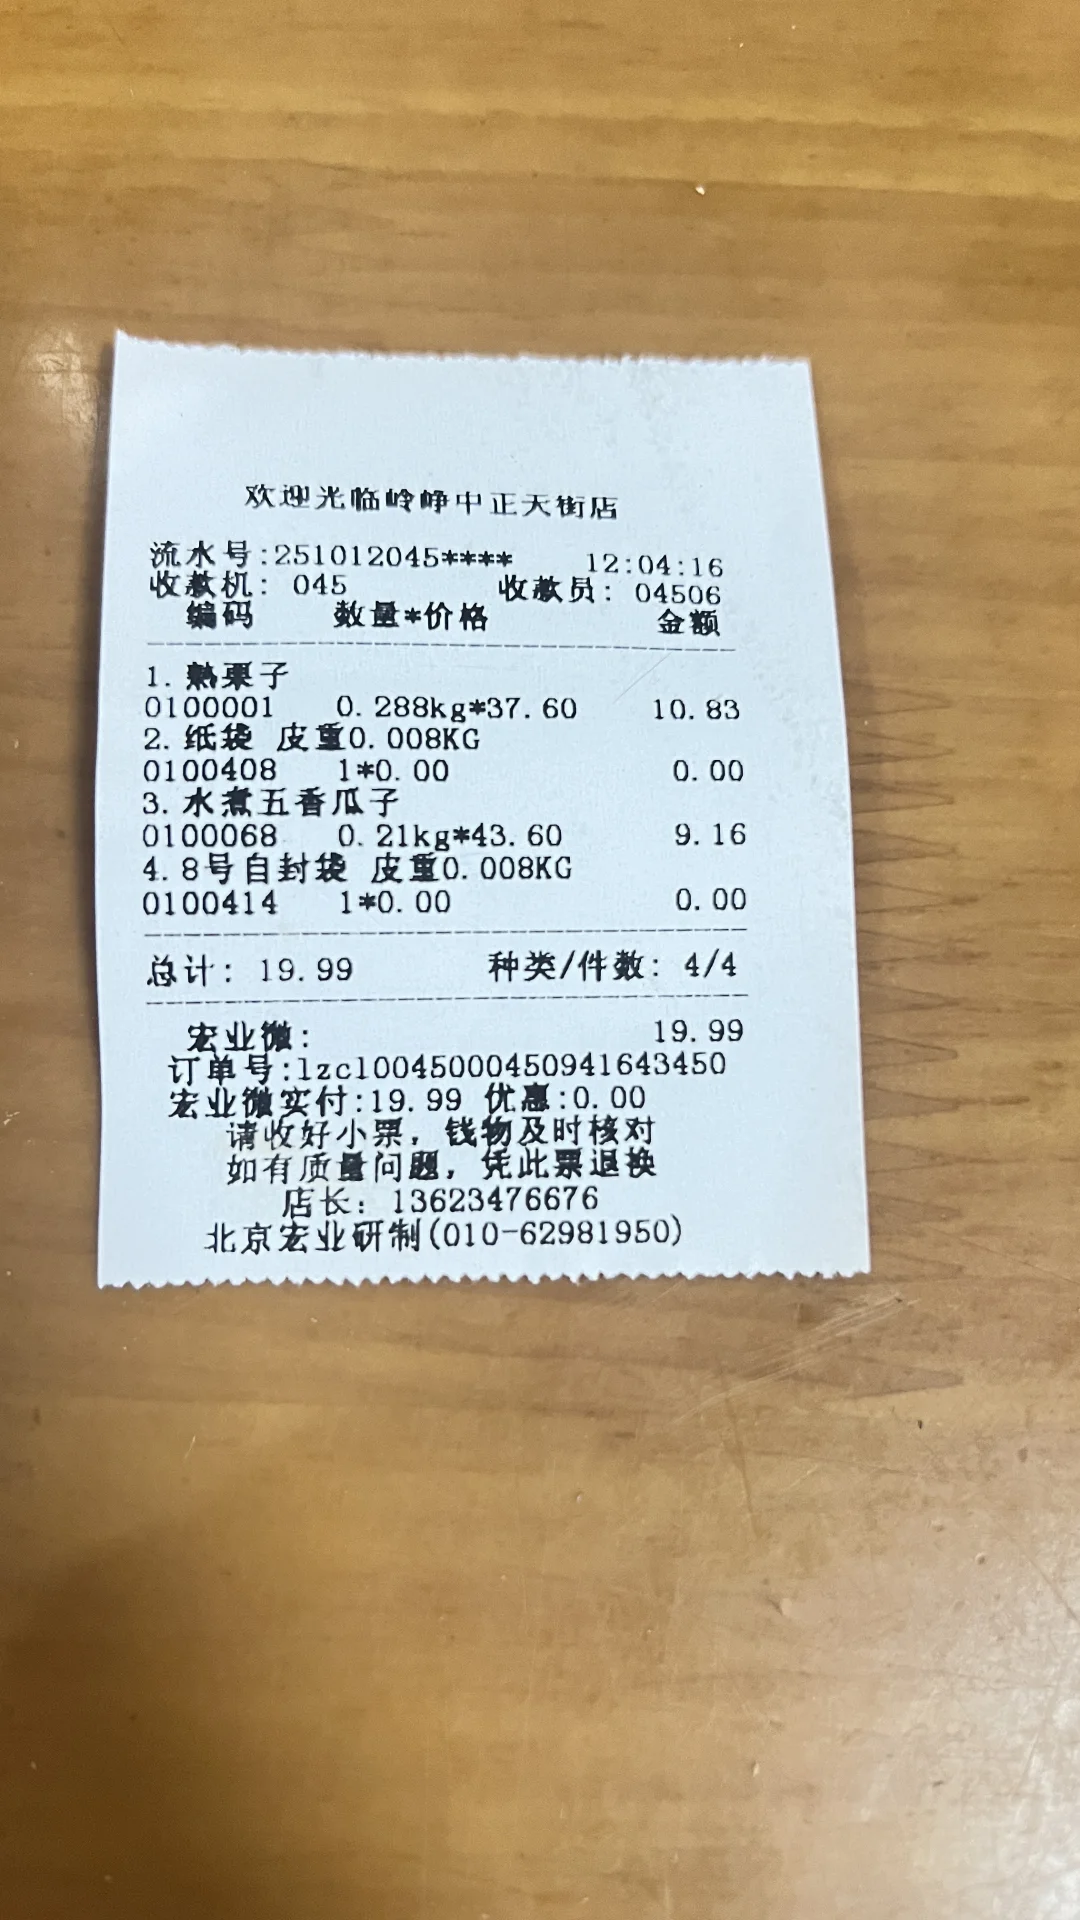 欢迎光临岭峥中正天街店
流水号:251012045**** 12:04:16
收款机: 045 收款员: 04506
编码 数量*价格 金额
1. 熟栗子
0100001 0.288kg*37.60 10.83
2. 纸袋 皮重0.008KG
0100408 1*0.00 0.00
3. 水煮五香瓜子
0100068 0.21kg*43.60 9.16
4. 8号自封袋 皮重0.008KG
0100414 1*0.00 0.00
总计: 19.99 种类/件数: 4/4
宏业微: 19.99
订单号:lzcl00450004509416434​50
宏业微实付:19.99 优惠:0.00
请收好小票，钱物及时核对
如有质量问题，凭此票退换
店长: 13623476676
北京宏业研制(010-62981950)